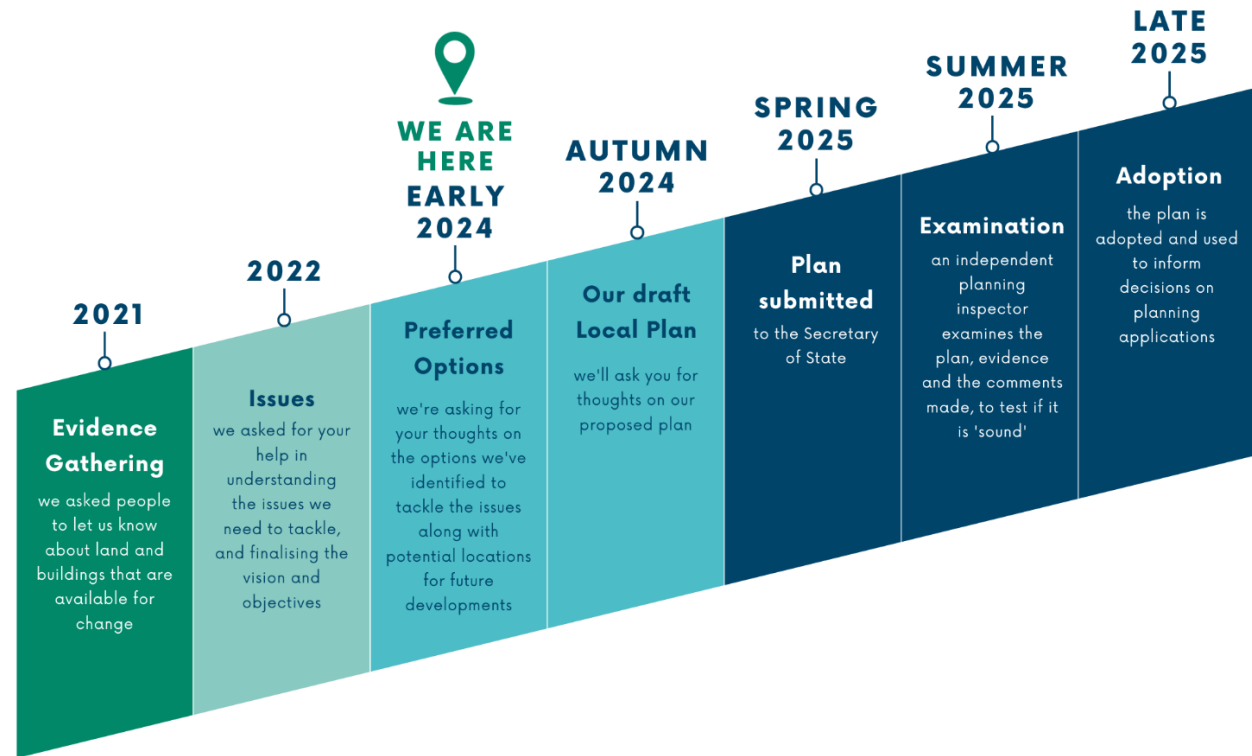 2021
Evidence
Gathering
we asked people
to let us know
about land and
buildings that are
available for
change
2022
Issues
we asked for your
help in
understanding
the issues we
need to tackle,
and finalising the
vision and
objectives
WE ARE
HERE
EARLY
2024
Preferred
Options
we're asking for
your thoughts on
the options we've
identified to
tackle the issues
along with
potential locations
for future
developments
AUTUMN
2024
Our draft
Local Plan
we'll ask you for
thoughts on our
proposed plan
SPRING
2025
Plan
submitted
to the Secretary
of State
SUMMER
2025
Examination
an independent
planning
inspector
examines the
plan, evidence
and the comments
made, to test if it
is 'sound'
LATE
2025
Adoption
the plan is
adopted and used
to inform
decisions on
planning
applications